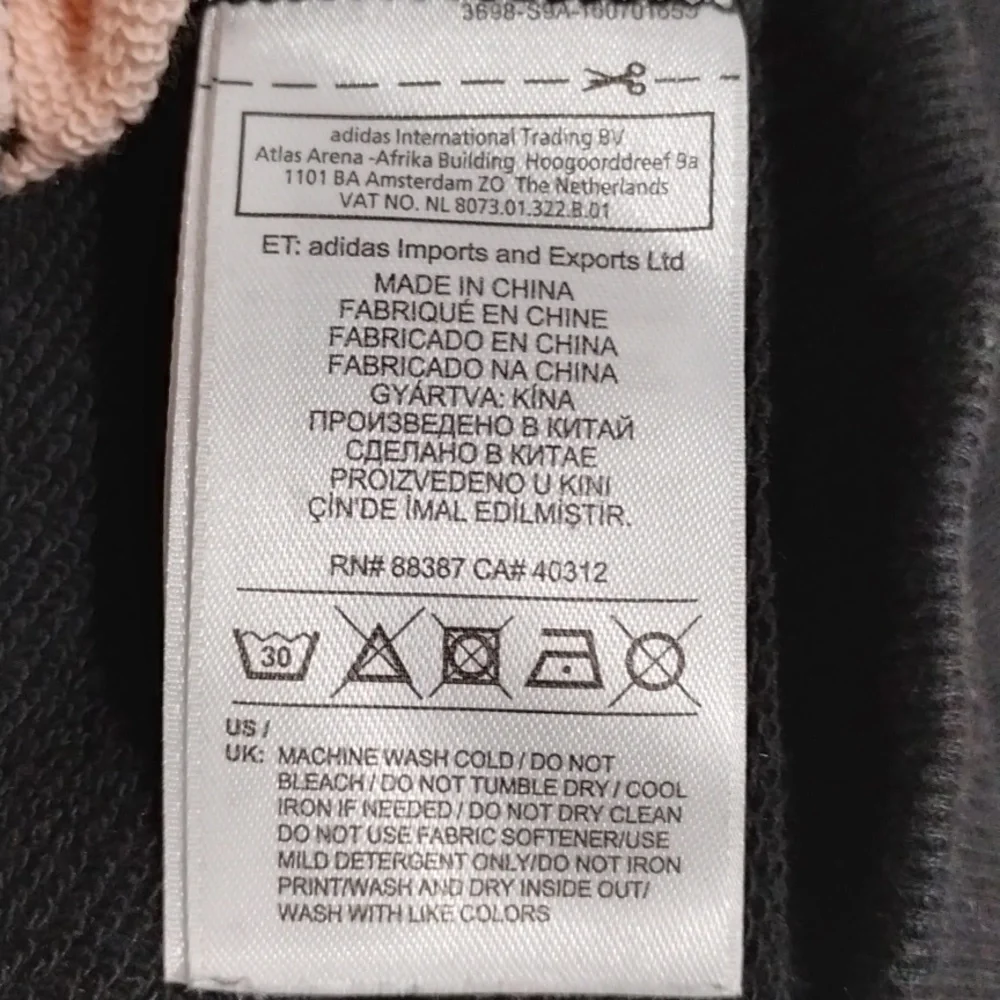 adidas International Trading BV
Atlas Arena -Afrika Building, Hoogoorddreef 9a
1101 BA Amsterdam ZO The Netherlands
VAT NO. NL 8073.01.322.B.01
ET: adidas Imports and Exports Ltd
MADE IN CHINA
FABRIQUÉ EN CHINE
FABRICADO EN CHINA
FABRICADO NA CHINA
GYÁRTVA: KÍNA
ПРОИЗВЕДЕНО В КИТАЙ
СДЕЛАНО В КИТАЕ
PROIZVEDENO U KINI
ÇİN'DE İMAL EDİLMİŞTİR.
RN# 88387 CA# 40312
30
US /
UK: MACHINE WASH COLD / DO NOT
BLEACH / DO NOT TUMBLE DRY / COOL
IRON IF NEEDED / DO NOT DRY CLEAN
DO NOT USE FABRIC SOFTENER/USE
MILD DETERGENT ONLY/DO NOT IRON
PRINT/WASH AND DRY INSIDE OUT/
WASH WITH LIKE COLORS